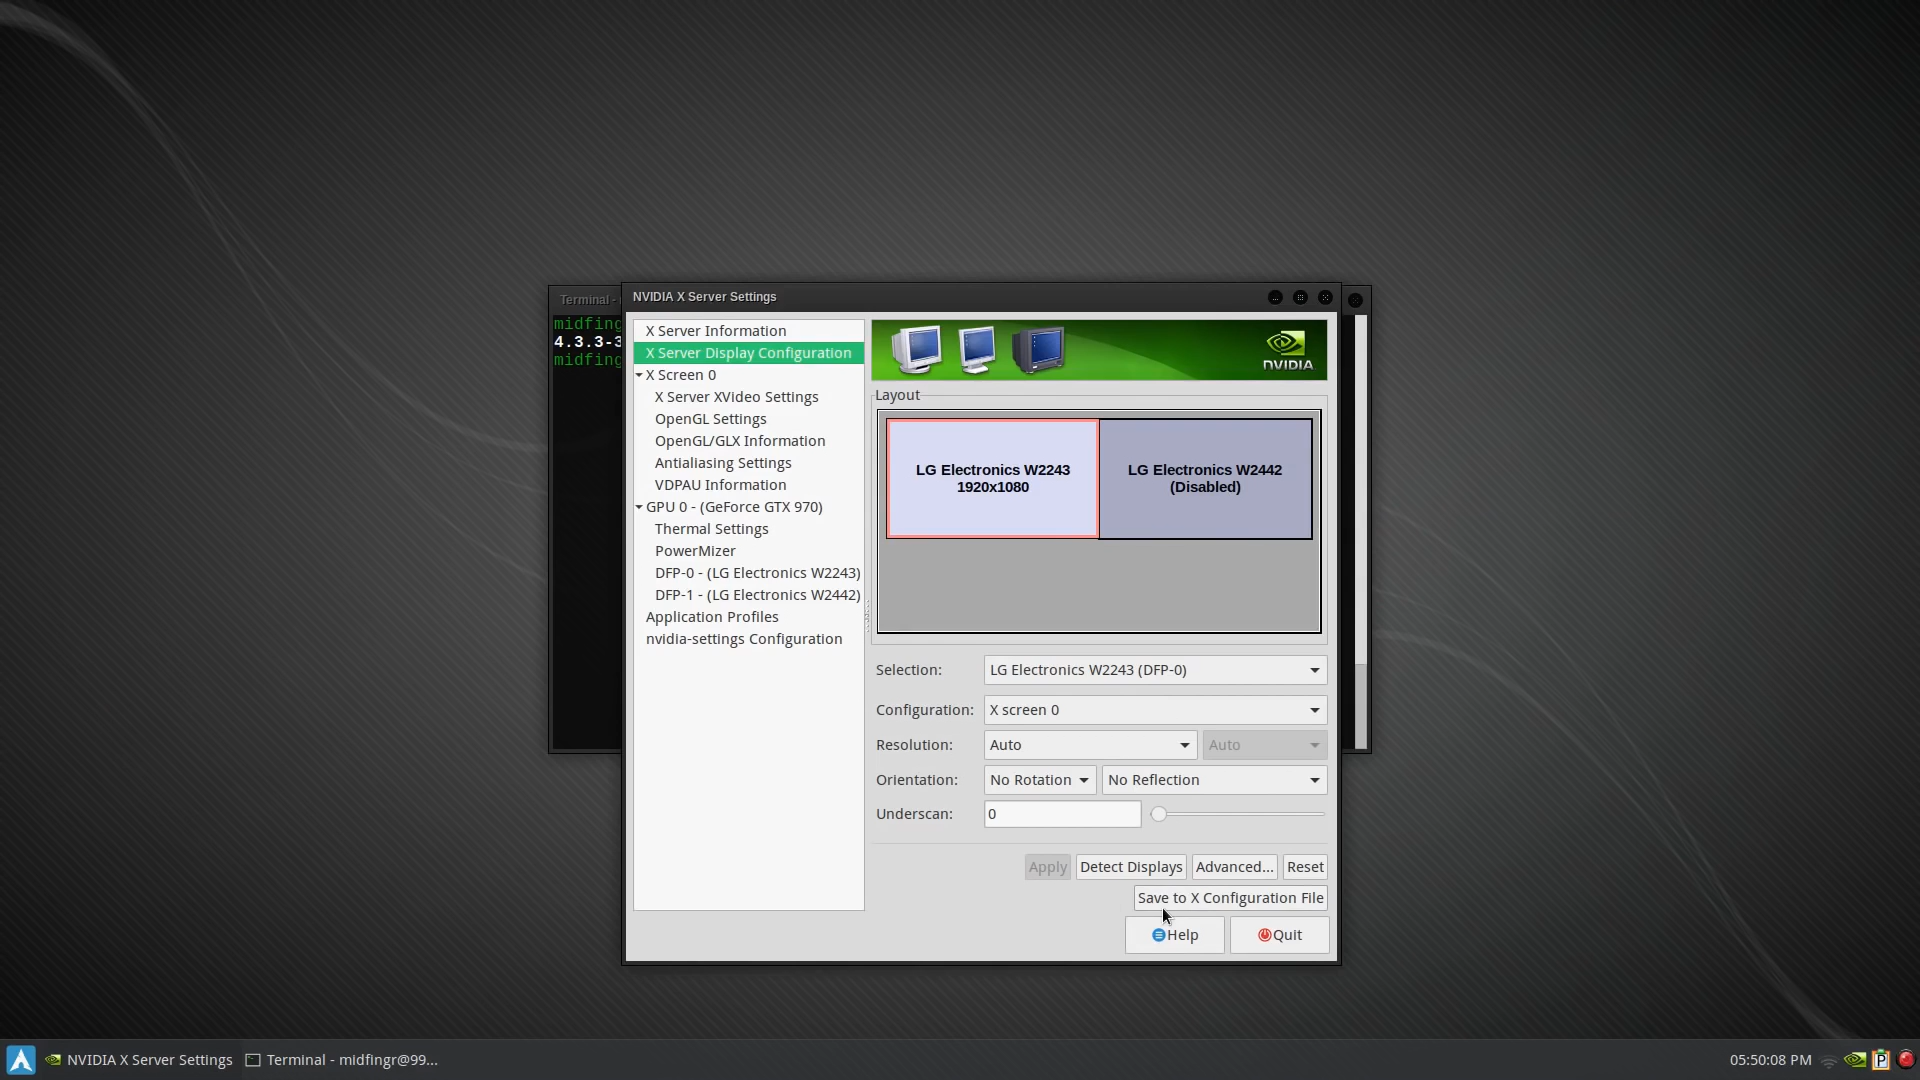 Terminal -
midfing
4.3.3-3
midfing
NVIDIA X Server Settings
X Server Information
X Server Display Configuration
X Screen 0
X Server XVideo Settings
OpenGL Settings
OpenGL/GLX Information
Antialiasing Settings
VDPAU Information
GPU 0 - (GeForce GTX 970)
Thermal Settings
PowerMizer
DFP-0 - (LG Electronics W2243)
DFP-1 - (LG Electronics W2442)
Application Profiles
nvidia-settings Configuration
NVIDIA
Layout
LG Electronics W2243
1920x1080
LG Electronics W2442
(Disabled)
Selection: LG Electronics W2243 (DFP-0)
Configuration: X screen 0
Resolution: Auto Auto
Orientation: No Rotation No Reflection
Underscan: 0
Apply Detect Displays Advanced... Reset
Save to X Configuration File
Help Quit
NVIDIA X Server Settings Terminal - midfingr@99... 05:50:08 PM P